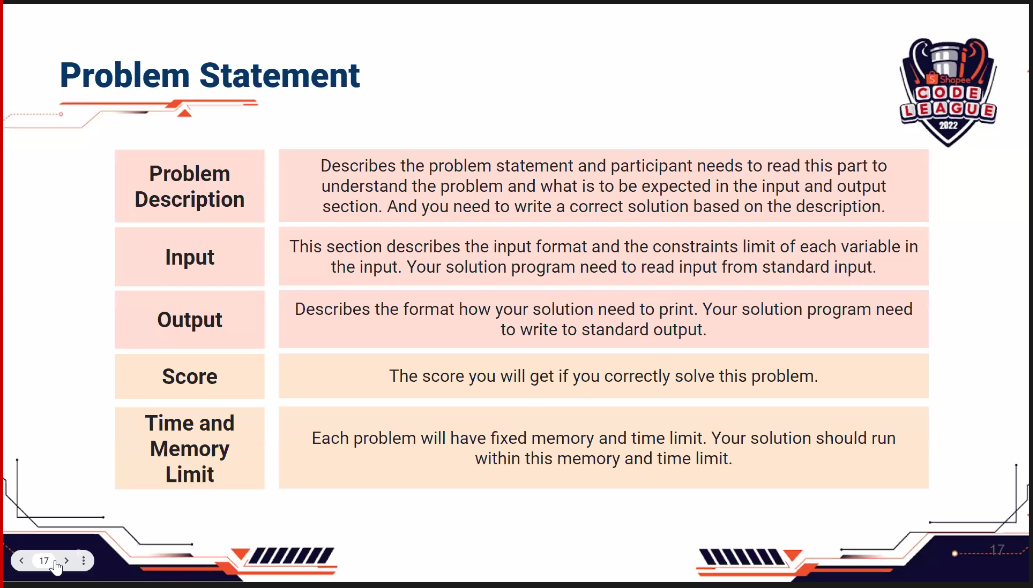 Problem Statement
Shopee
CODE
LEAGUE
2022
Problem
Description
Describes the problem statement and participant needs to read this part to
understand the problem and what is to be expected in the input and output
section. And you need to write a correct solution based on the description.
Input
This section describes the input format and the constraints limit of each variable in
the input. Your solution program need to read input from standard input.
Output
Describes the format how your solution need to print. Your solution program need
to write to standard output.
Score
The score you will get if you correctly solve this problem.
Time and
Memory
Limit
Each problem will have fixed memory and time limit. Your solution should run
within this memory and time limit.
17
17